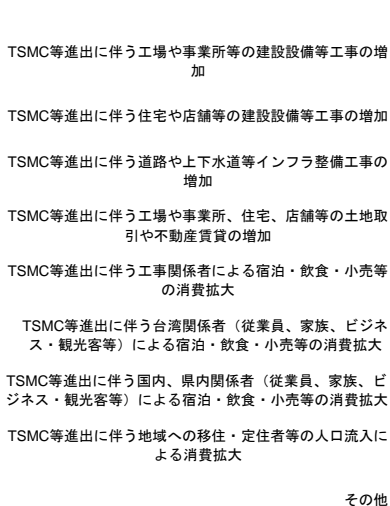 TSMC等進出に伴う工場や事業所等の建設設備等工事の増
加
TSMC等進出に伴う住宅や店舗等の建設設備等工事の増加
TSMC等進出に伴う道路や上下水道等インフラ整備工事の
増加
TSMC等進出に伴う工場や事業所、住宅、店舗等の土地取
引や不動産賃貸の増加
TSMC等進出に伴う工事関係者による宿泊・飲食・小売等
の消費拡大
TSMC等進出に伴う台湾関係者（従業員、家族、ビジネ
ス・観光客等）による宿泊・飲食・小売等の消費拡大
TSMC等進出に伴う国内、県内関係者（従業員、家族、ビ
ジネス・観光客等）による宿泊・飲食・小売等の消費拡大
TSMC等進出に伴う地域への移住・定住者等の人口流入に
よる消費拡大
その他